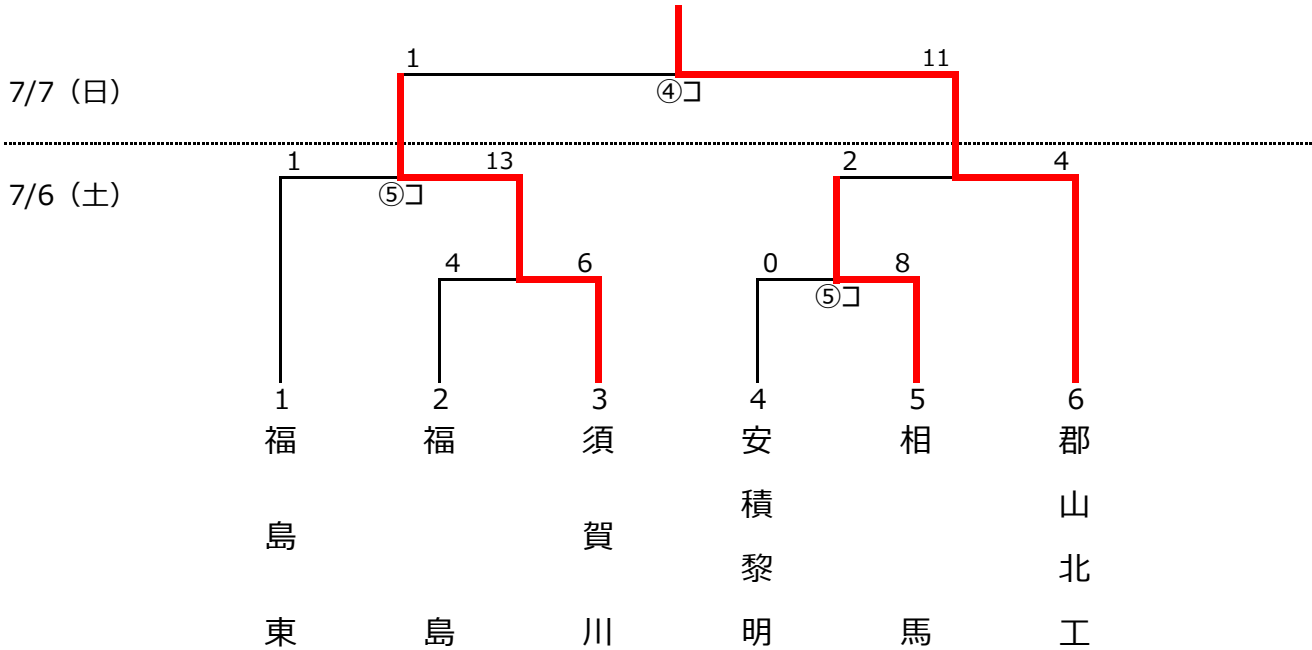 1 11
7/7（日） ④コ
1 13 2 4
7/6（土） ⑤コ
4 6 0 8
⑤コ
1 2 3 4 5 6
福島東
福島
須賀川
安積黎明
相馬
郡山北工